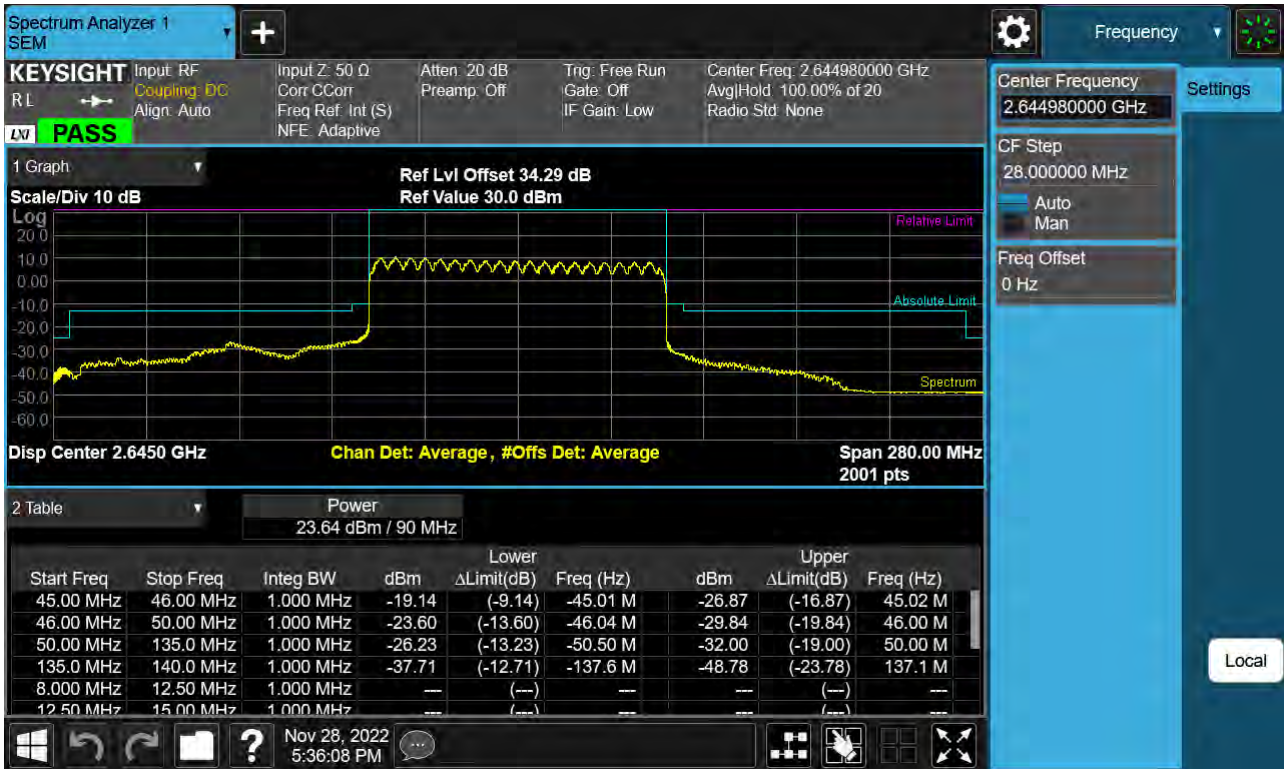 Spectrum Analyzer 1
SEM
Frequency
KEYSIGHT
R L
LXI
PASS
Input: RF
Coupling: DC
Align: Auto
Input Z: 50 Ω
Corr CCorr
Freq Ref: Int (S)
NFE: Adaptive
Atten: 20 dB
Preamp: Off
Trig: Free Run
Gate: Off
IF Gain: Low
Center Freq: 2.644980000 GHz
Avg|Hold: 100.00% of 20
Radio Std: None
Center Frequency
2.644980000 GHz
Settings
CF Step
28.000000 MHz
Auto
Man
Freq Offset
0 Hz
1 Graph
Ref Lvl Offset 34.29 dB
Scale/Div 10 dB
Ref Value 30.0 dBm
Log
Relative Limit
20.0
10.0
0.00
-10.0
Absolute Limit
-20.0
-30.0
-40.0
Spectrum
-50.0
-60.0
Disp Center 2.6450 GHz
Chan Det: Average, #Offs Det: Average
Span 280.00 MHz
2001 pts
2 Table
Power
23.64 dBm / 90 MHz
Lower Upper
Start Freq Stop Freq Integ BW dBm ΔLimit(dB) Freq (Hz) dBm ΔLimit(dB) Freq (Hz)
45.00 MHz 46.00 MHz 1.000 MHz -19.14 (-9.14) -45.01 M -26.87 (-16.87) 45.02 M
46.00 MHz 50.00 MHz 1.000 MHz -23.60 (-13.60) -46.04 M -29.84 (-19.84) 46.00 M
50.00 MHz 135.0 MHz 1.000 MHz -26.23 (-13.23) -50.50 M -32.00 (-19.00) 50.00 M
135.0 MHz 140.0 MHz 1.000 MHz -37.71 (-12.71) -137.6 M -48.78 (-23.78) 137.1 M
8.000 MHz 12.50 MHz 1.000 MHz --- (---) --- --- (---) ---
12.50 MHz 15.00 MHz 1.000 MHz --- (---) --- --- (---) ---
Local
Nov 28, 2022
5:36:08 PM